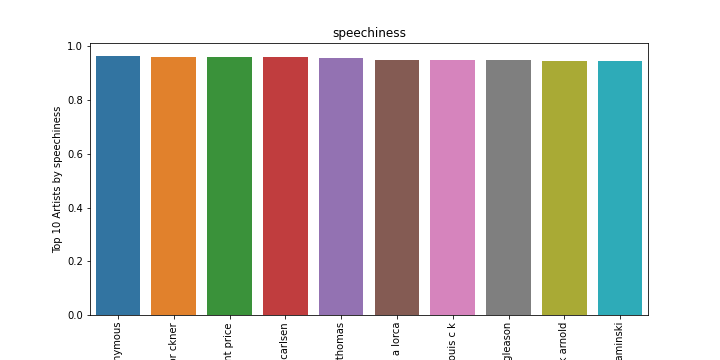 speechiness
Top 10 Artists by speechiness
1.0
0.8
0.6
0.4
0.2
0.0
nymous
r ckner
nt price
carlsen
thomas
a lorca
ouis c k
gleason
arnold
aminski